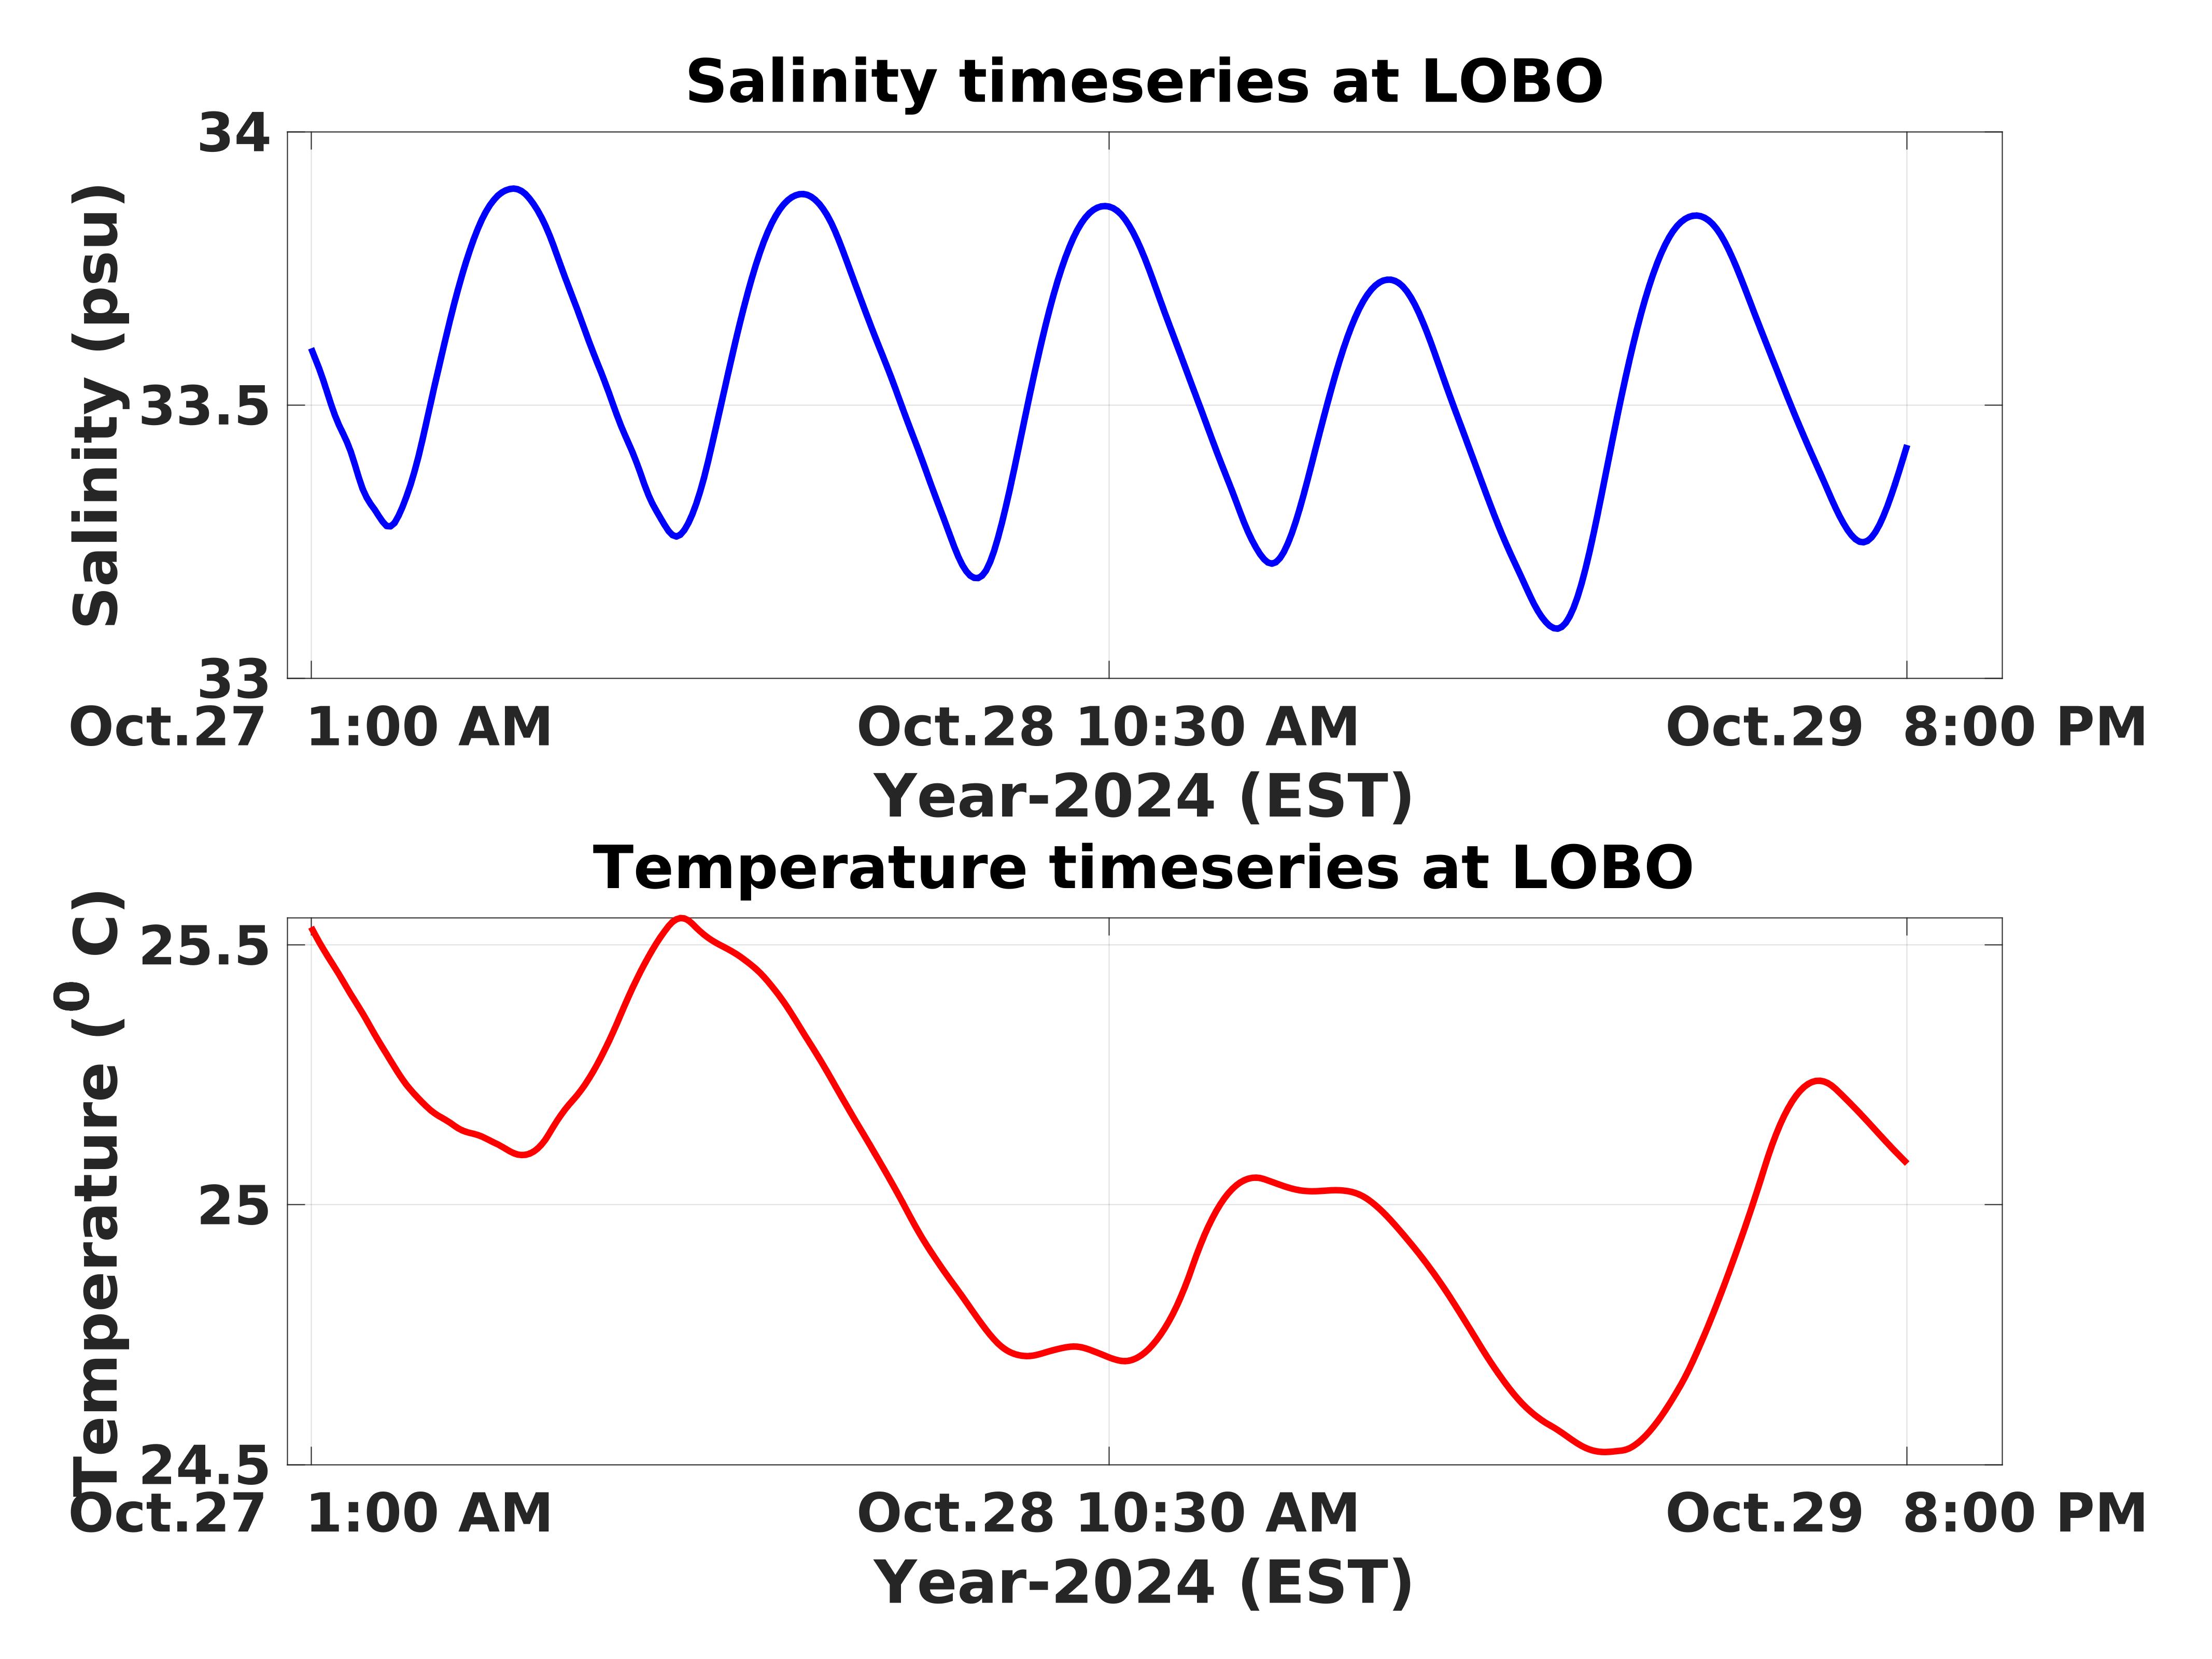 Salinity timeseries at LOBO
Salinity (psu)
34
33.5
33
Oct.27 1:00 AM Oct.28 10:30 AM Oct.29 8:00 PM
Year-2024 (EST)
Temperature timeseries at LOBO
Temperature (⁰ C)
25.5
25
24.5
Oct.27 1:00 AM Oct.28 10:30 AM Oct.29 8:00 PM
Year-2024 (EST)